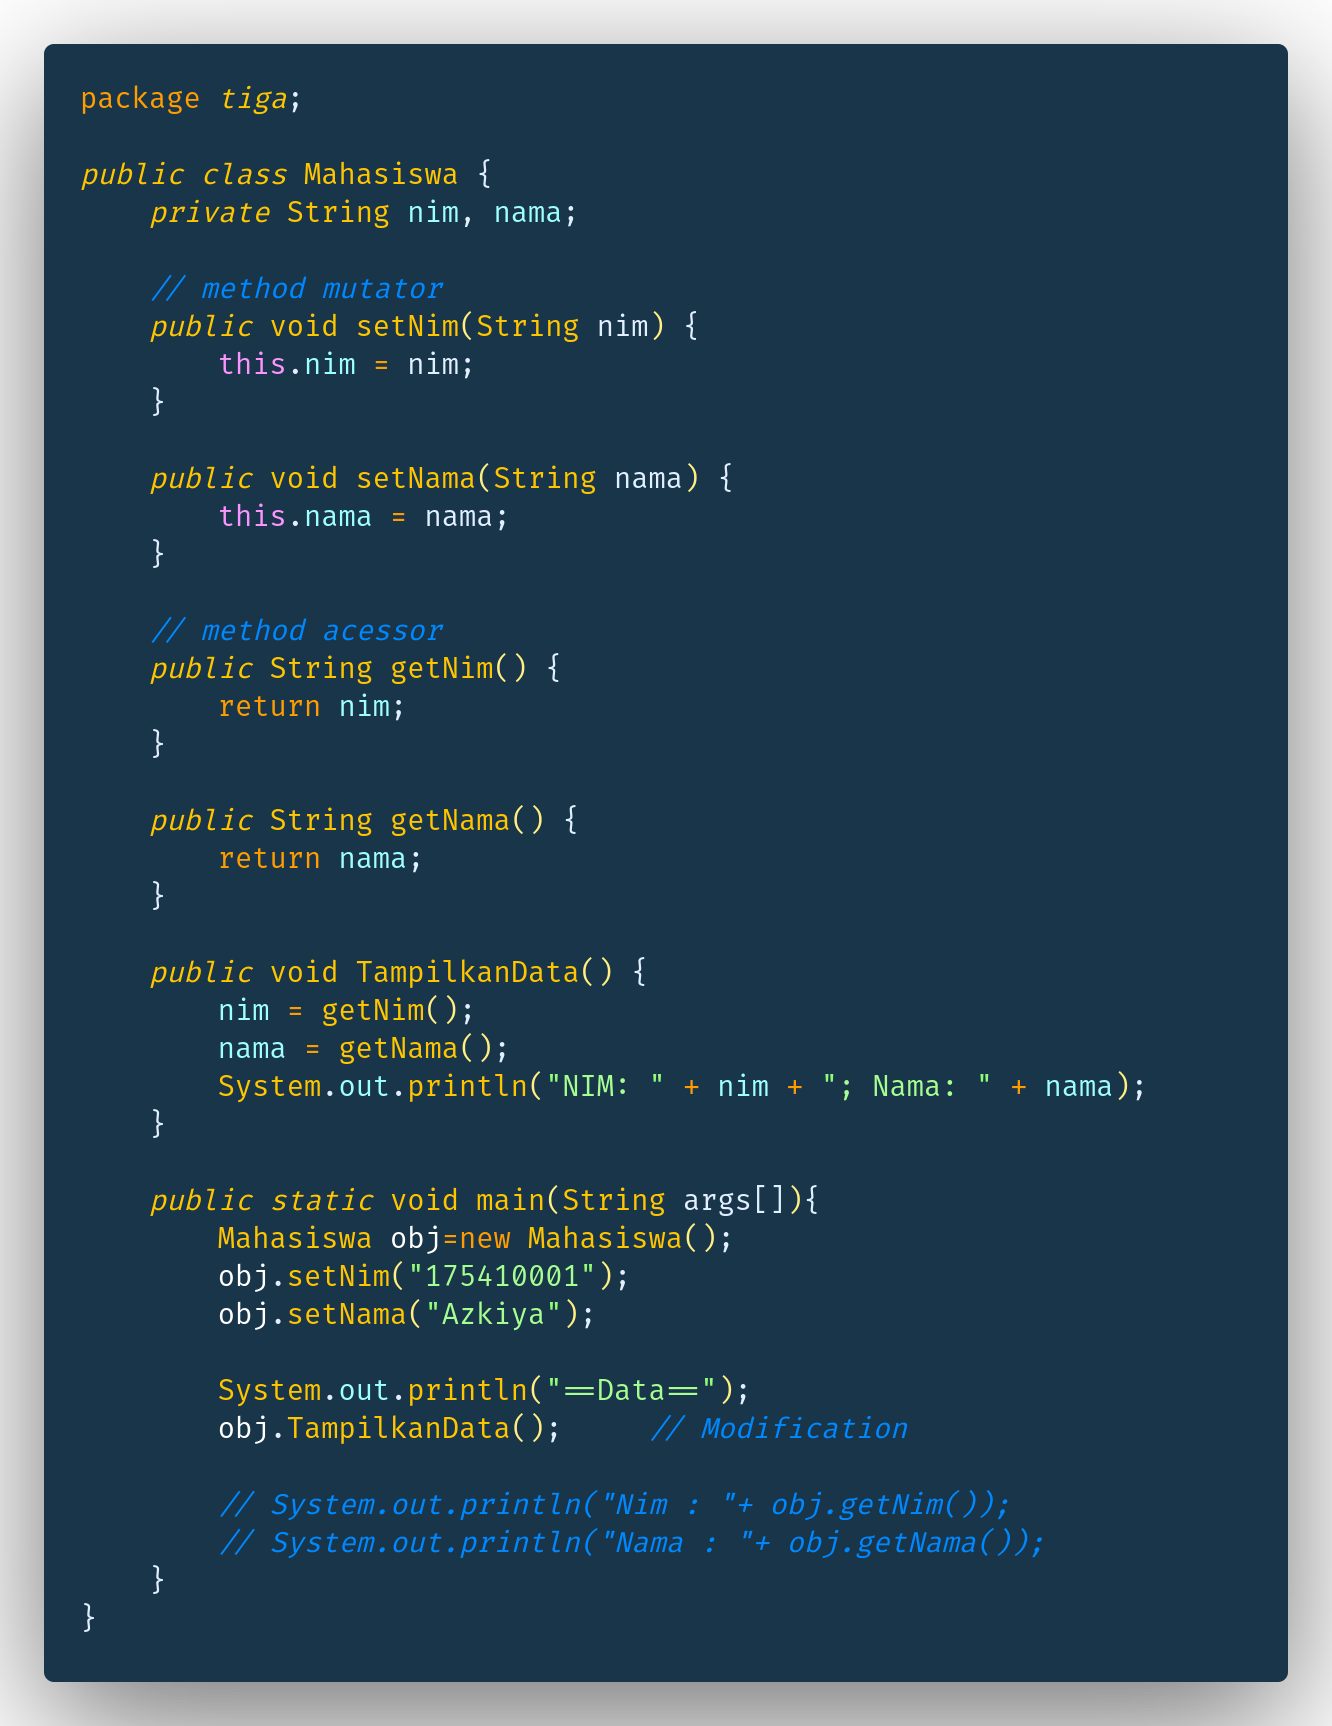 package tiga;

public class Mahasiswa {
    private String nim, nama;

    // method mutator
    public void setNim(String nim) {
        this.nim = nim;
    }

    public void setNama(String nama) {
        this.nama = nama;
    }

    // method acessor
    public String getNim() {
        return nim;
    }

    public String getNama() {
        return nama;
    }

    public void TampilkanData() {
        nim = getNim();
        nama = getNama();
        System.out.println("NIM: " + nim + "; Nama: " + nama);
    }

    public static void main(String args[]){
        Mahasiswa obj=new Mahasiswa();
        obj.setNim("175410001");
        obj.setNama("Azkiya");

        System.out.println("==Data==");
        obj.TampilkanData();     // Modification

        // System.out.println("Nim : "+ obj.getNim());
        // System.out.println("Nama : "+ obj.getNama());
    }
}